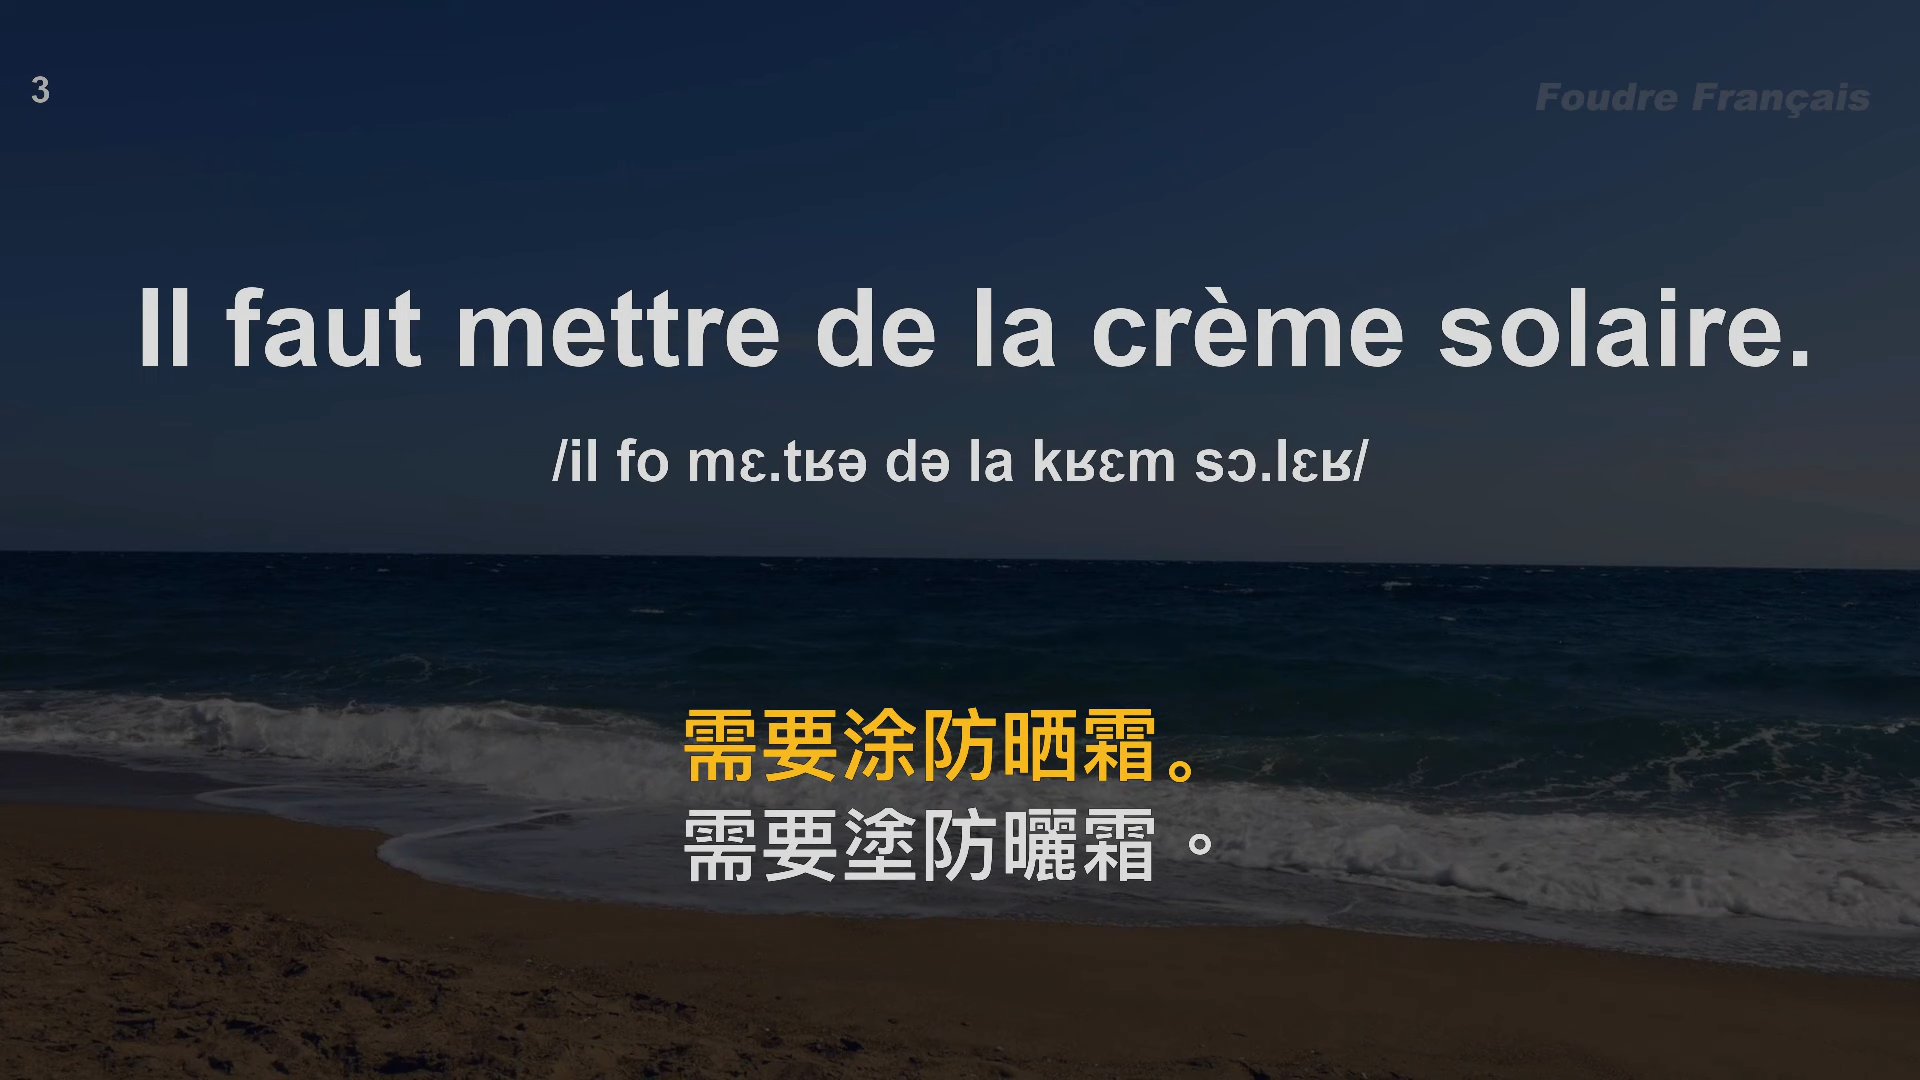 3
Foudre Français
Il faut mettre de la crème solaire.
/il fo mɛ.tʁə də la kʁɛm sɔ.lɛʁ/
需要涂防晒霜。
需要塗防曬霜。